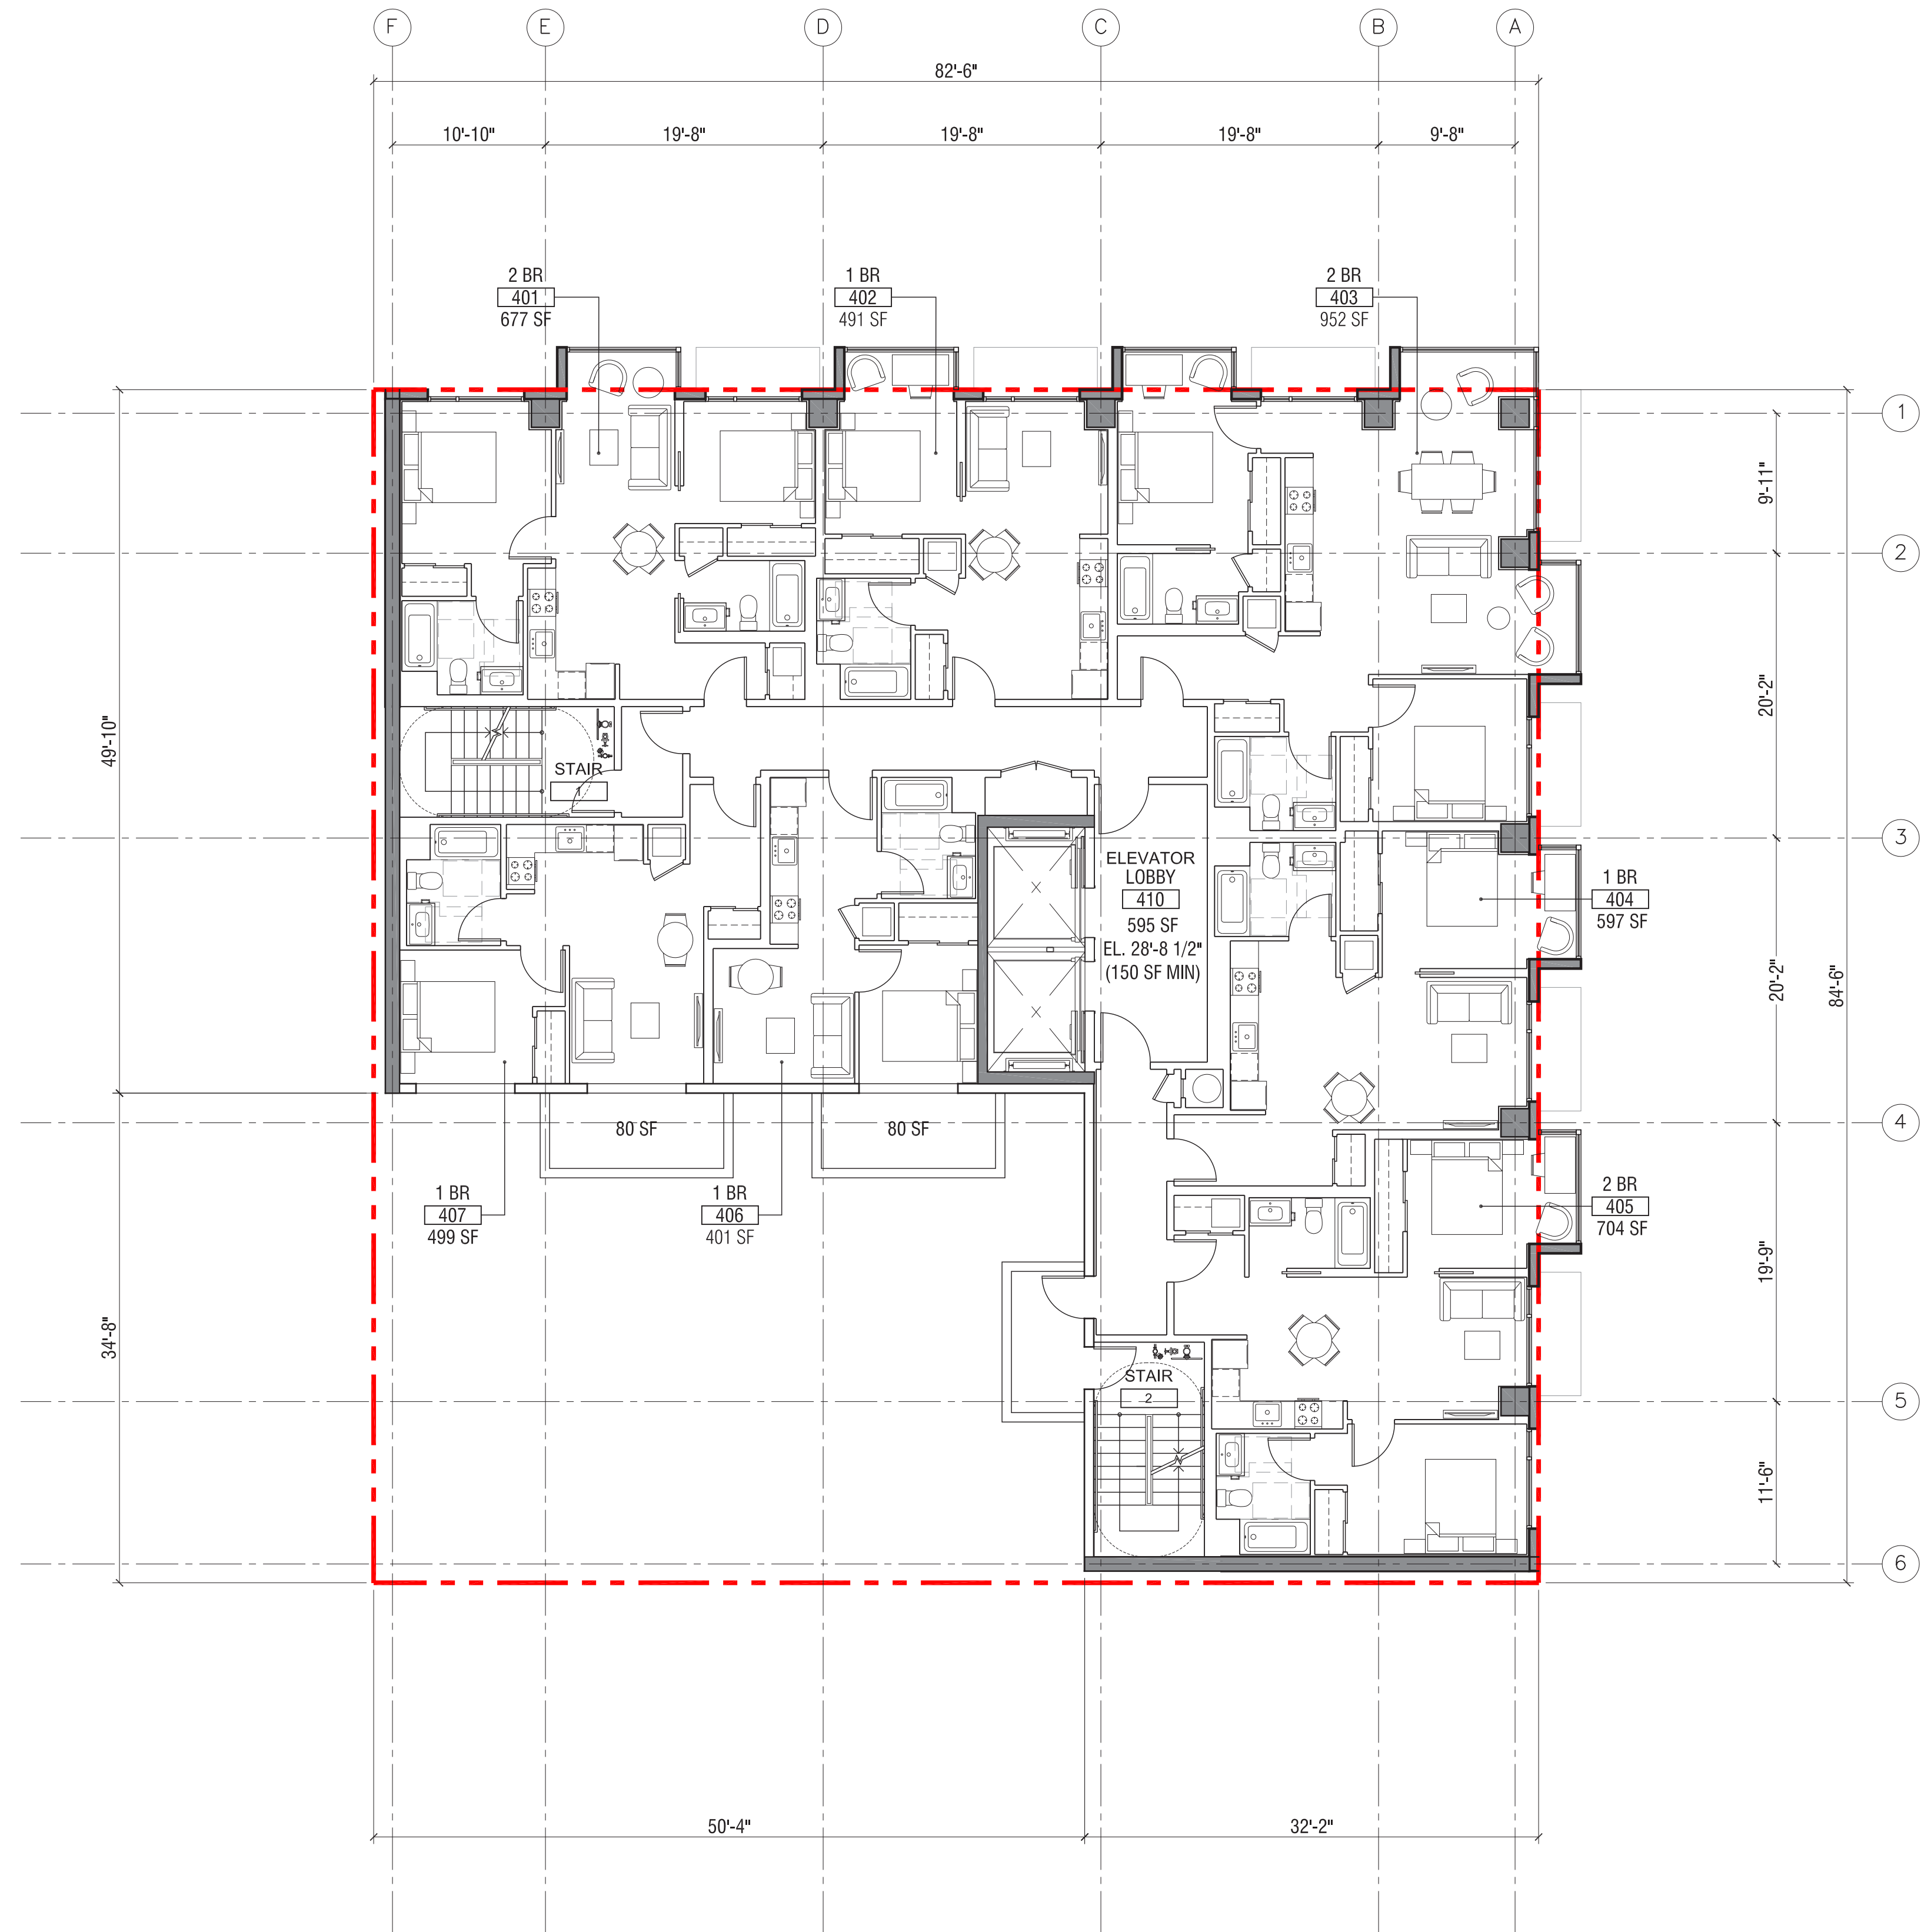 F
E
D
C
B
A
82'-6"
10'-10"
19'-8"
19'-8"
19'-8"
9'-8"
2 BR
401
677 SF
1 BR
402
491 SF
2 BR
403
952 SF
1
9'-11"
2
20'-2"
49'-10"
STAIR
1
3
ELEVATOR
LOBBY
410
595 SF
EL. 28'-8 1/2"
(150 SF MIN)
1 BR
404
597 SF
20'-2"
84'-6"
80 SF
80 SF
4
1 BR
407
499 SF
1 BR
406
401 SF
2 BR
405
704 SF
19'-9"
34'-8"
STAIR
2
5
11'-6"
6
50'-4"
32'-2"